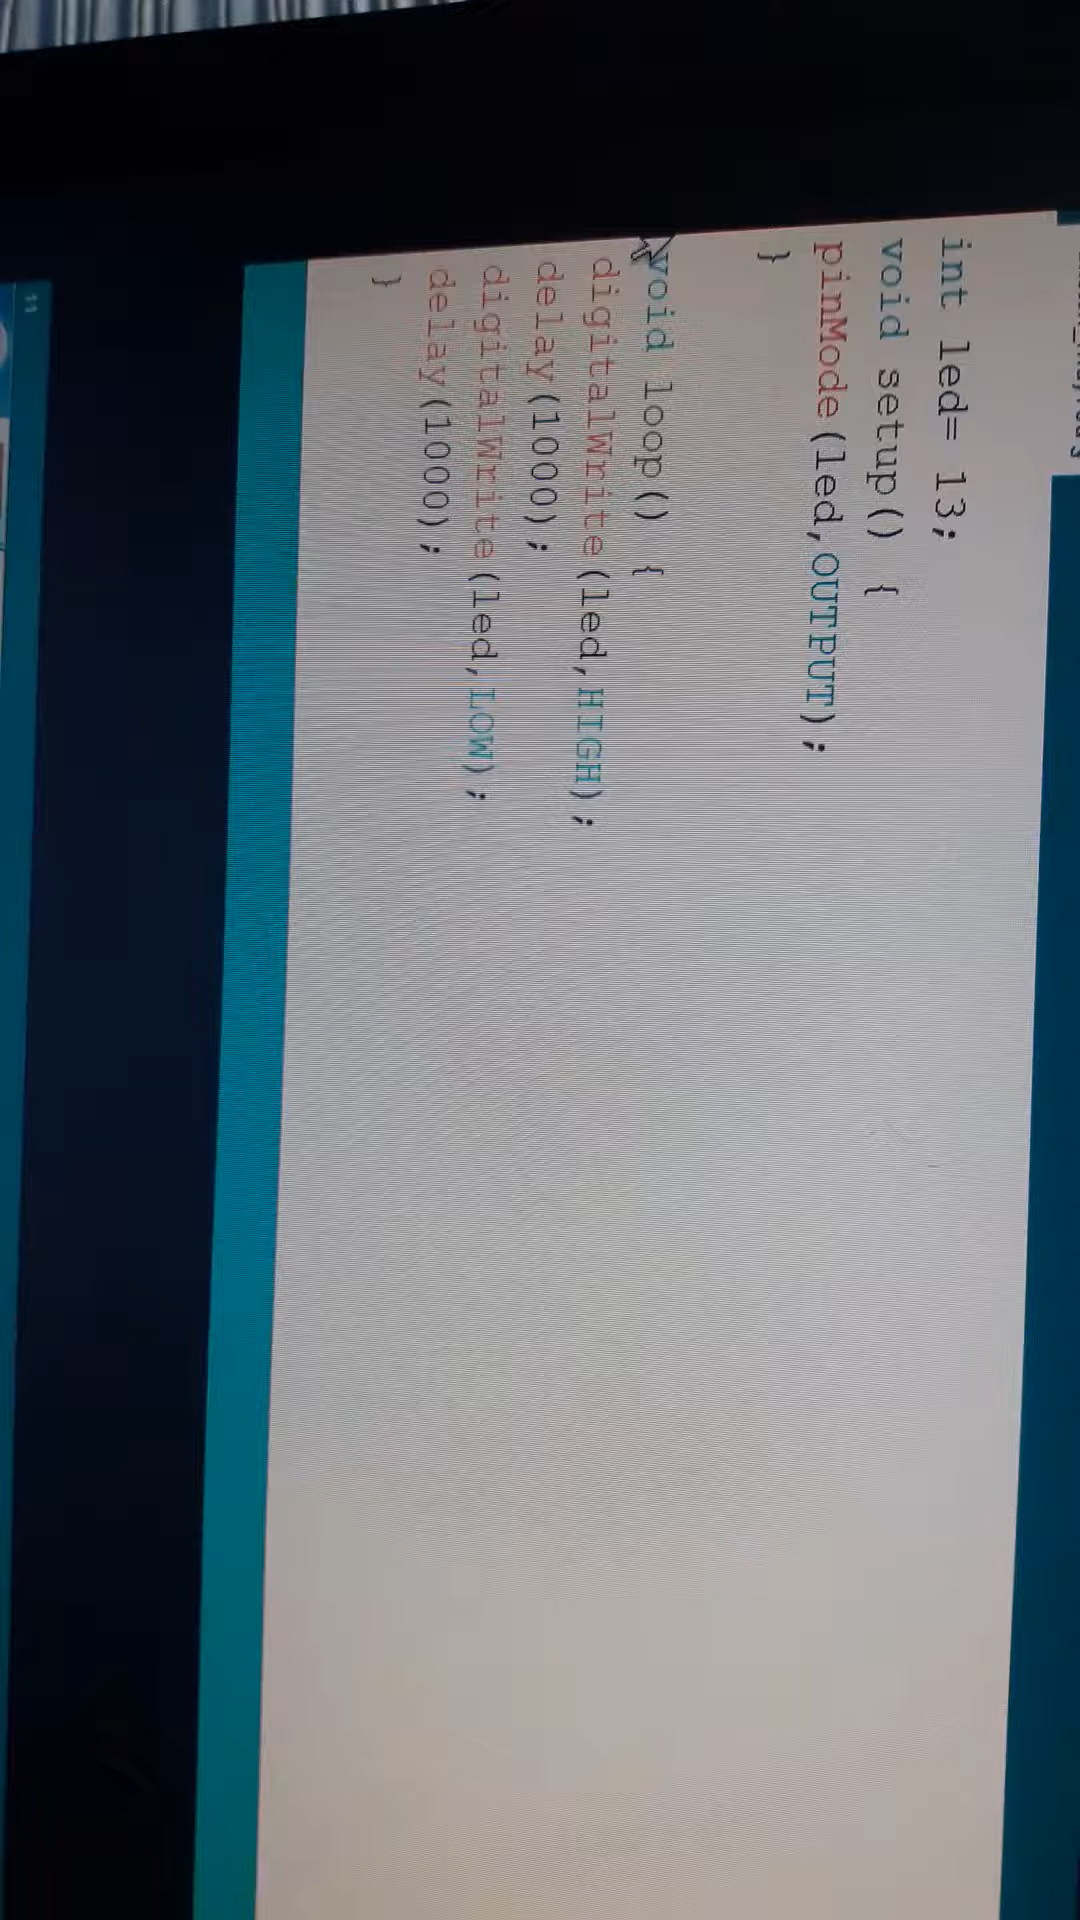 int led= 13;
void setup() {
pinMode(led,OUTPUT);
}
void loop() {
digitalWrite(led,HIGH);
delay(1000);
digitalWrite(led,LOW);
delay(1000);
}
11